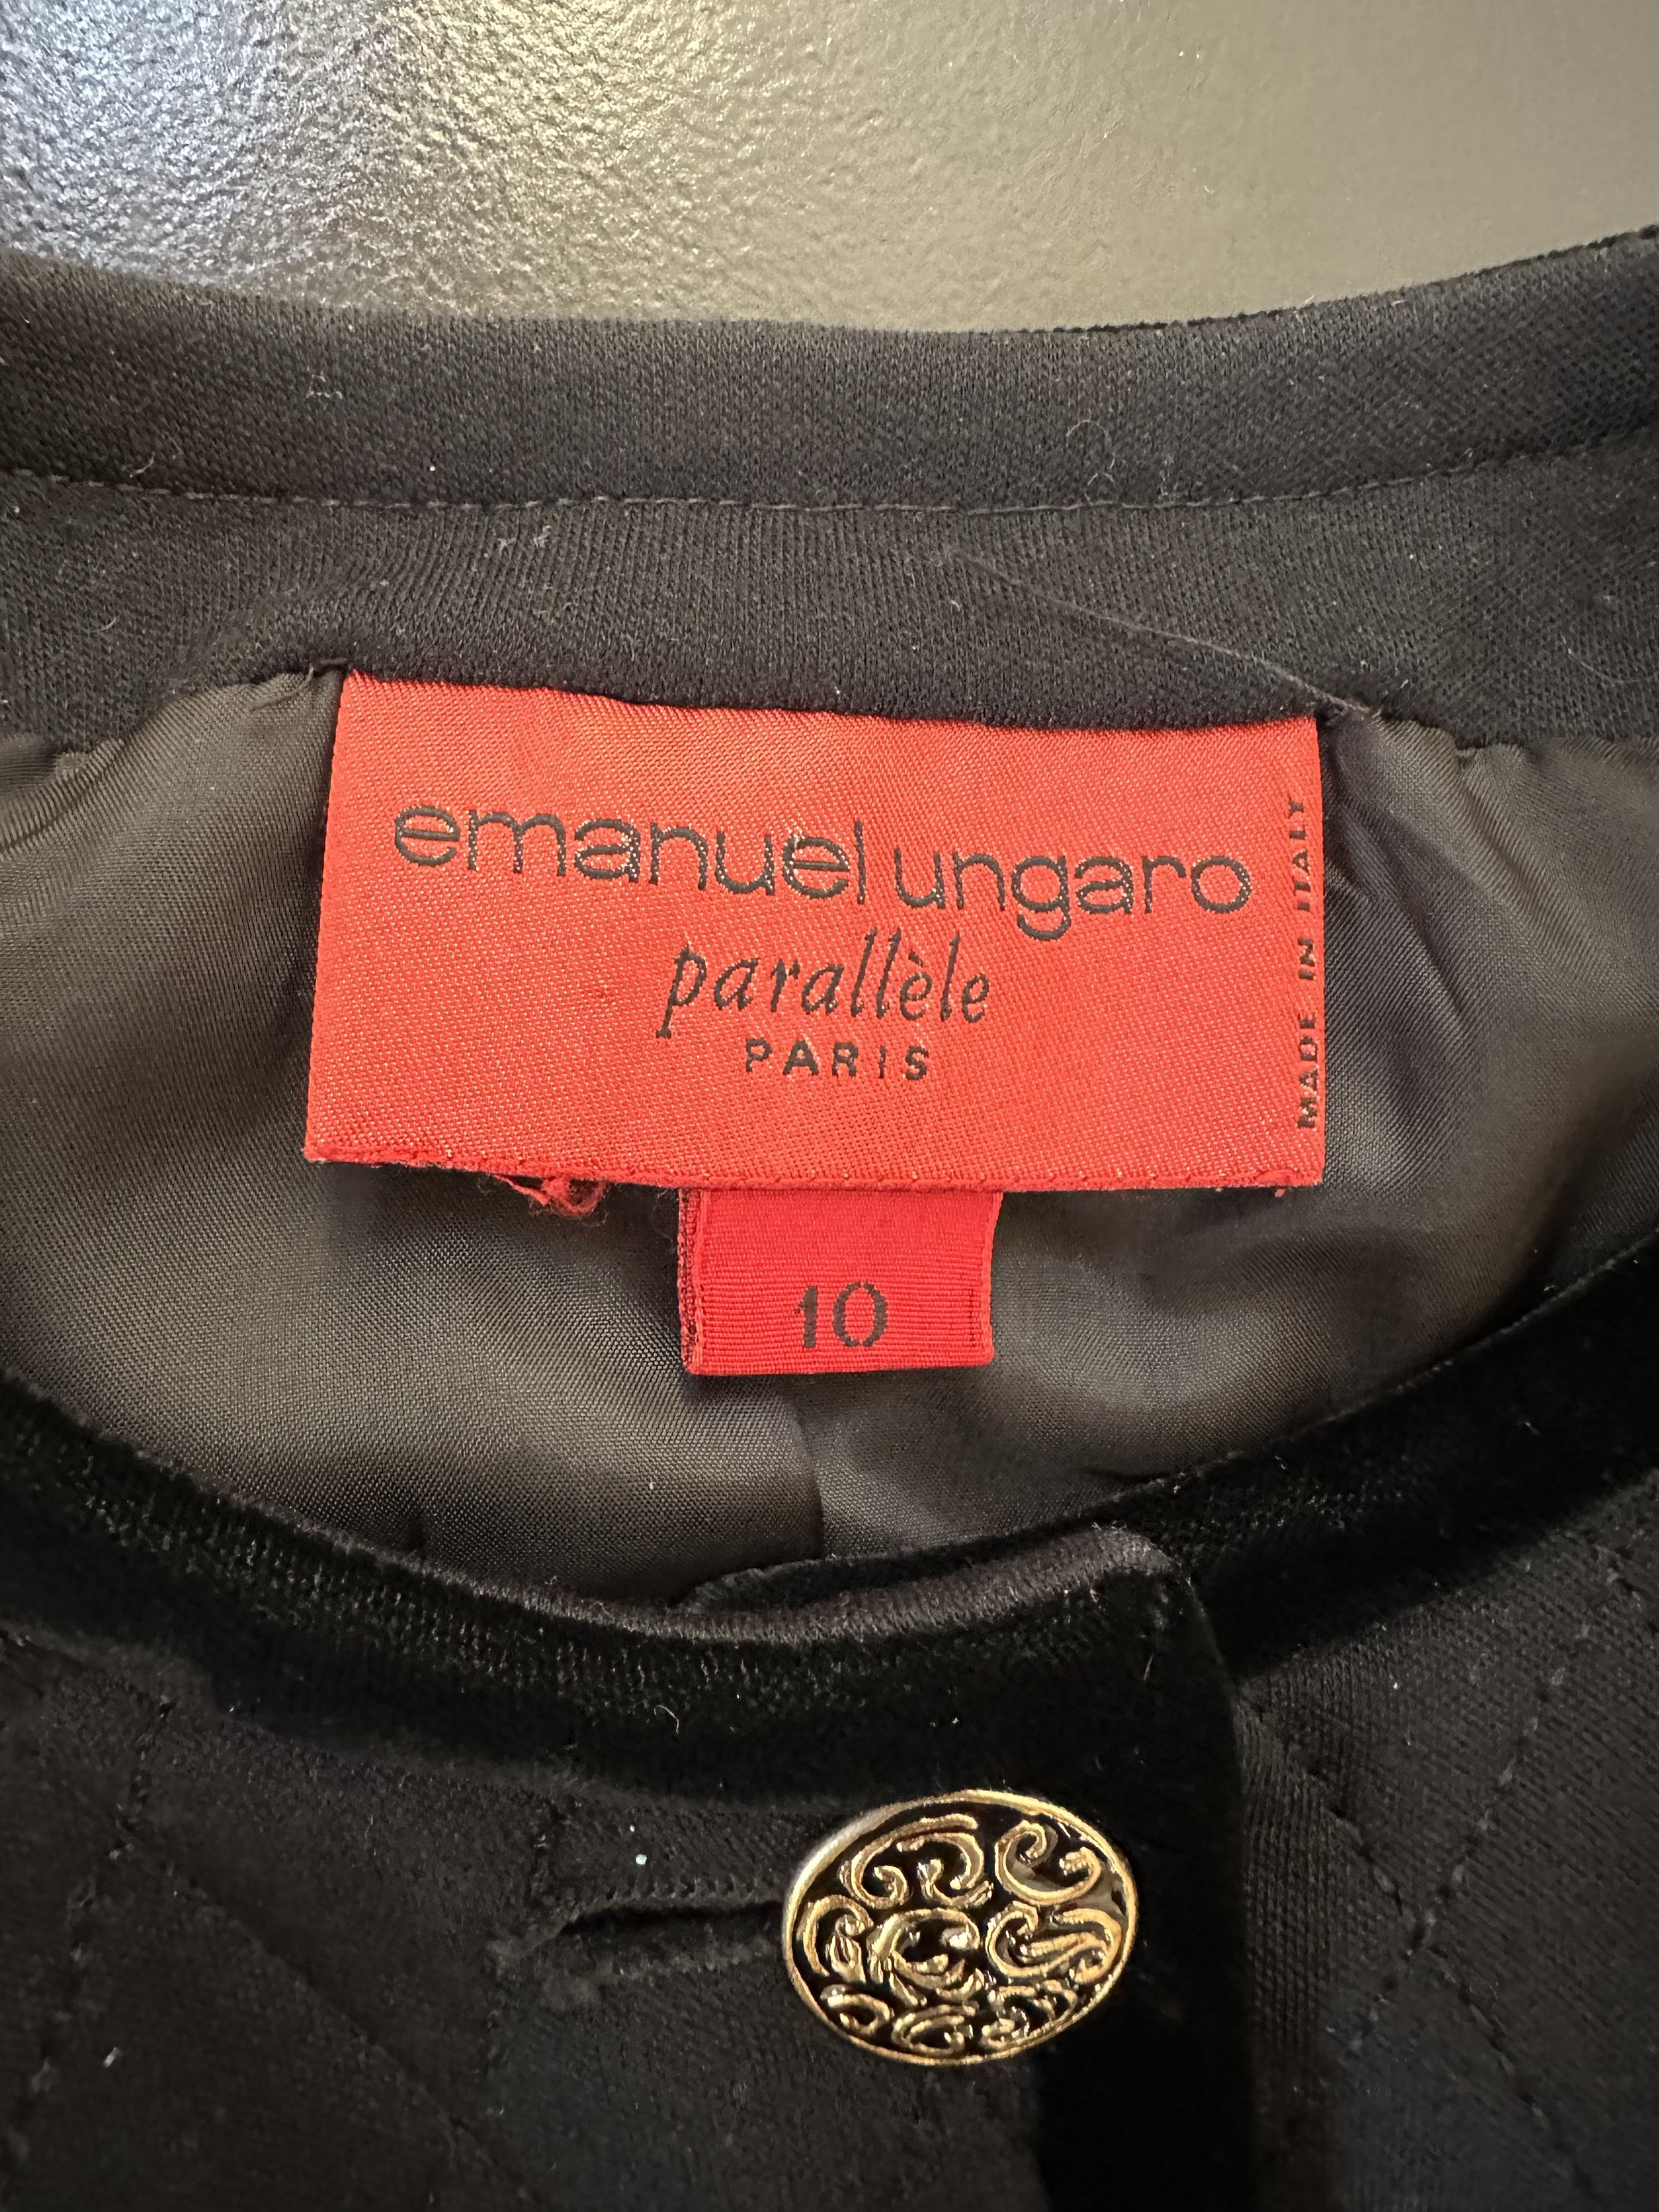 emanuel ungaro
parallèle
PARIS
MADE IN ITALY
10